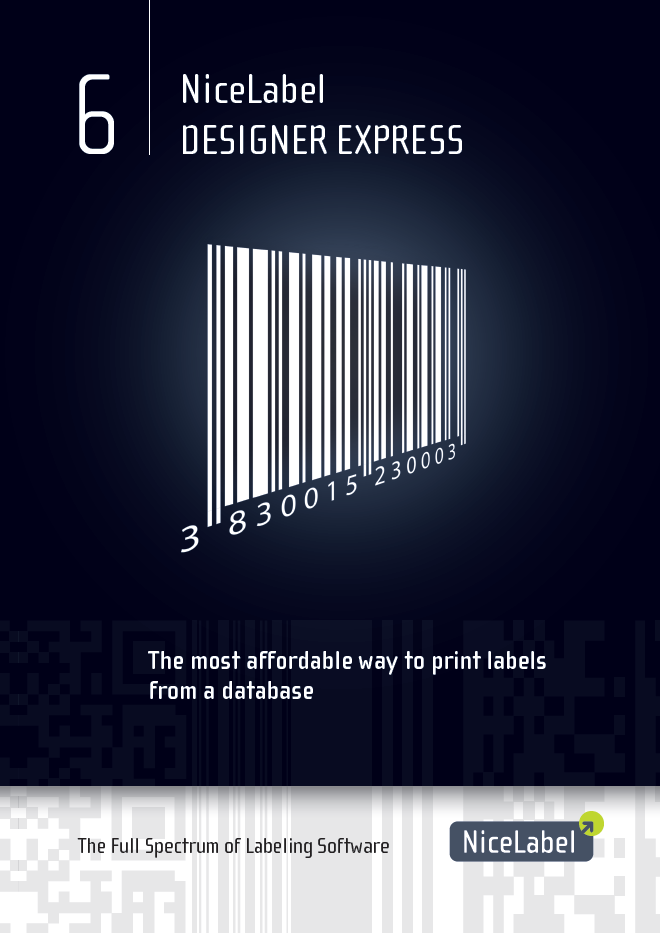 6
NiceLabel
DESIGNER EXPRESS
3 830015 230003
The most affordable way to print labels
from a database
The Full Spectrum of Labeling Software
NiceLabel